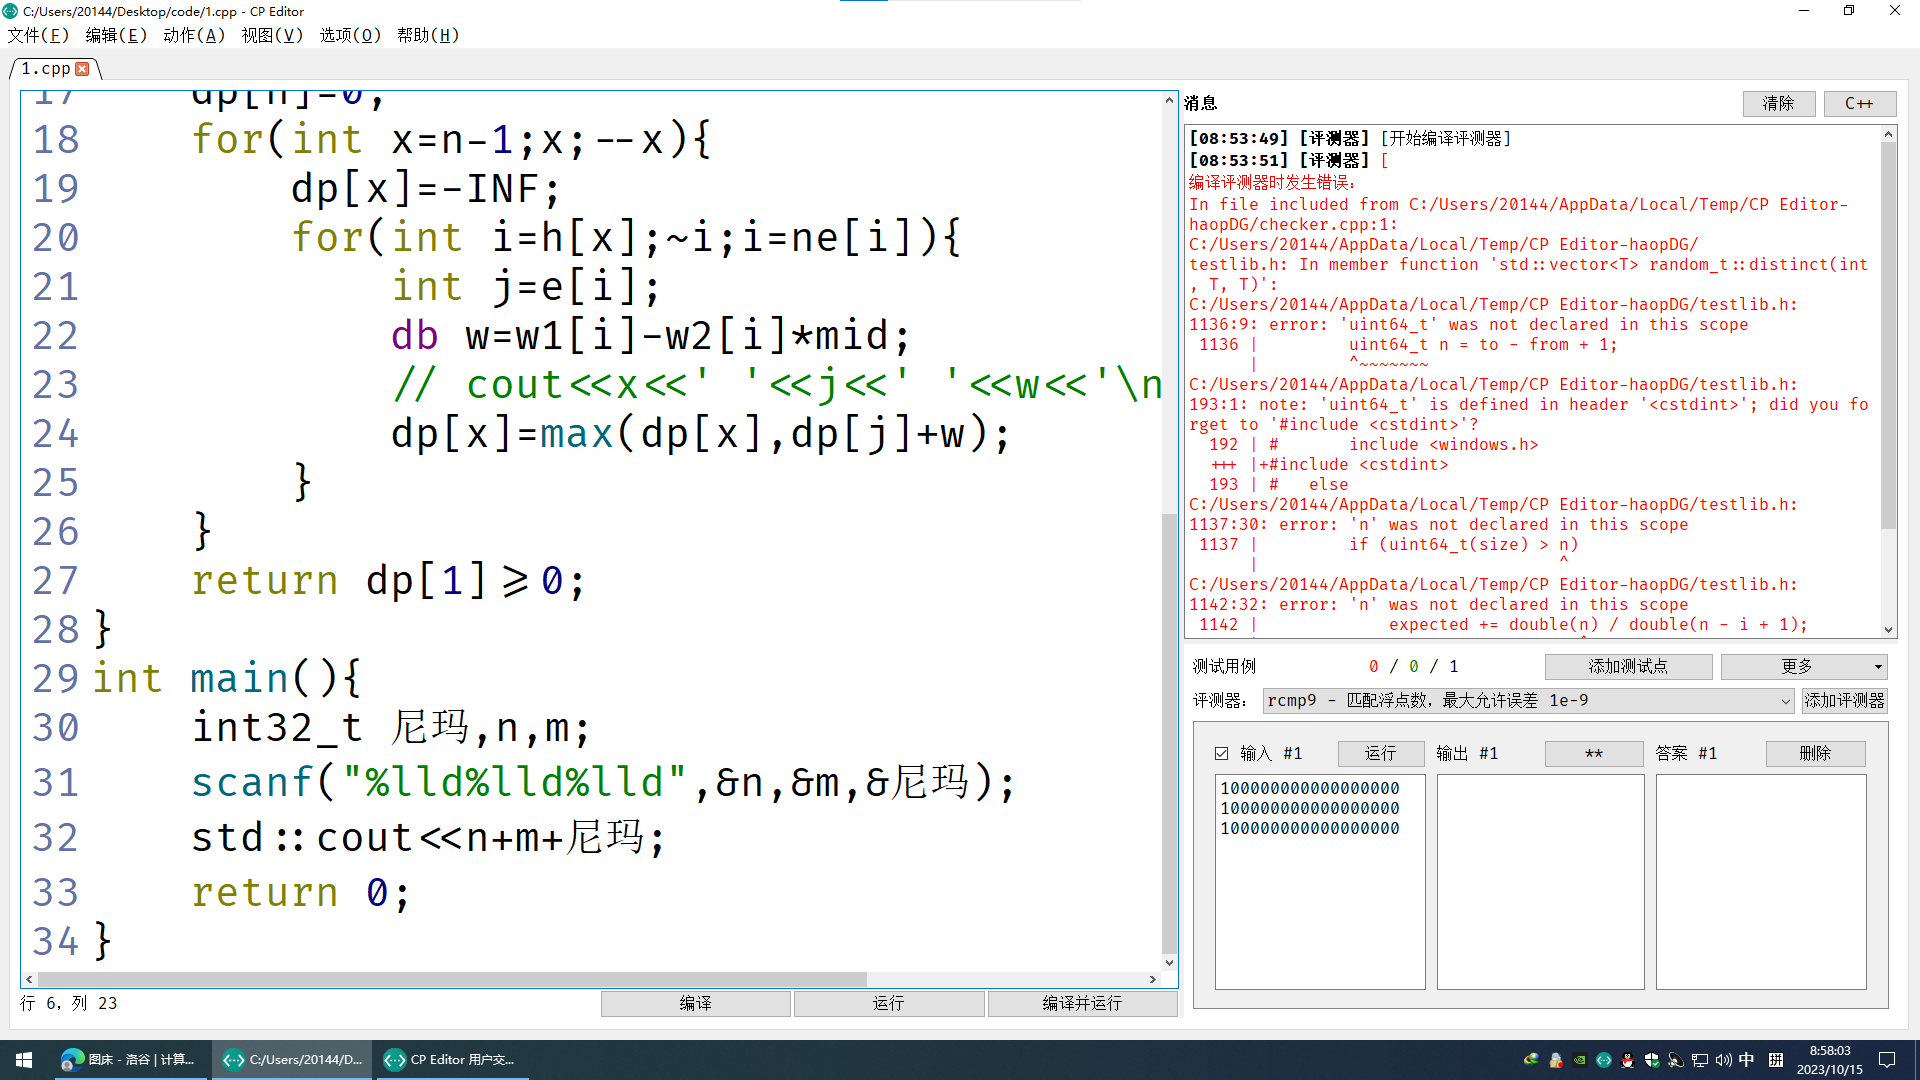 C:/Users/20144/Desktop/code/1.cpp - CP Editor
文件(F) 编辑(E) 动作(A) 视图(V) 选项(O) 帮助(H)
1.cpp
17 dp[n]=0;
18 for(int x=n-1;x;--x){
19 dp[x]=-INF;
20 for(int i=h[x];~i;i=ne[i]){
21 int j=e[i];
22 db w=w1[i]-w2[i]*mid;
23 // cout<<x<<' '<<j<<' '<<w<<'\n
24 dp[x]=max(dp[x],dp[j]+w);
25 }
26 }
27 return dp[1]>=0;
28 }
29 int main(){
30 int32_t 尼玛,n,m;
31 scanf("%lld%lld%lld",&n,&m,&尼玛);
32 std::cout<<n+m+尼玛;
33 return 0;
34 }
行 6, 列 23
编译 运行 编译并运行
消息 清除 C++
[08:53:49] [评测器] [开始编译评测器]
[08:53:51] [评测器] [
编译评测器时发生错误:
In file included from C:/Users/20144/AppData/Local/Temp/CP Editor-
haopDG/checker.cpp:1:
C:/Users/20144/AppData/Local/Temp/CP Editor-haopDG/
testlib.h: In member function 'std::vector<T> random_t::distinct(int
, T, T)':
C:/Users/20144/AppData/Local/Temp/CP Editor-haopDG/testlib.h:
1136:9: error: 'uint64_t' was not declared in this scope
1136 | uint64_t n = to - from + 1;
| ^~~~~~~~
C:/Users/20144/AppData/Local/Temp/CP Editor-haopDG/testlib.h:
193:1: note: 'uint64_t' is defined in header '<cstdint>'; did you fo
rget to '#include <cstdint>'?
192 | # include <windows.h>
+++ |+#include <cstdint>
193 | # else
C:/Users/20144/AppData/Local/Temp/CP Editor-haopDG/testlib.h:
1137:30: error: 'n' was not declared in this scope
1137 | if (uint64_t(size) > n)
| ^
C:/Users/20144/AppData/Local/Temp/CP Editor-haopDG/testlib.h:
1142:32: error: 'n' was not declared in this scope
1142 | expected += double(n) / double(n - i + 1);
测试用例 0 / 0 / 1 添加测试点 更多
评测器: rcmp9 - 匹配浮点数，最大允许误差 1e-9 添加评测器
输入 #1 运行 输出 #1 ** 答案 #1 删除
100000000000000000
100000000000000000
100000000000000000
图床 - 洛谷 | 计算... C:/Users/20144/D... CP Editor 用户交... 中 拼 8:58:03
2023/10/15